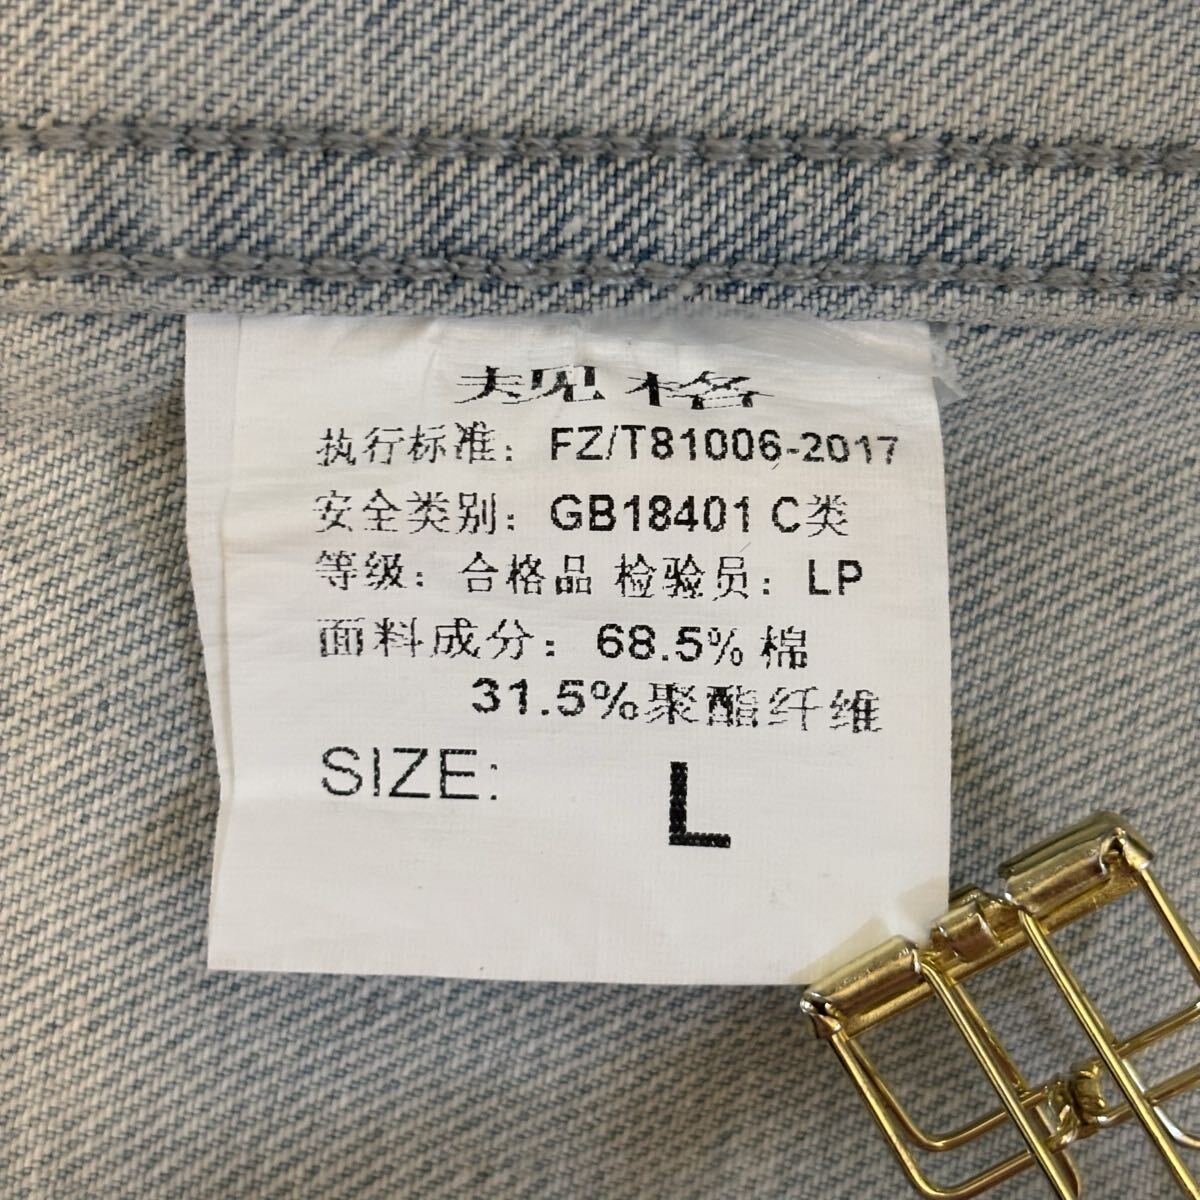 规格
执行标准：FZ/T81006-2017
安全类别：GB18401 C类
等级：合格品 检验员：LP
面料成分：68.5% 棉
31.5%聚酯纤维
SIZE: L